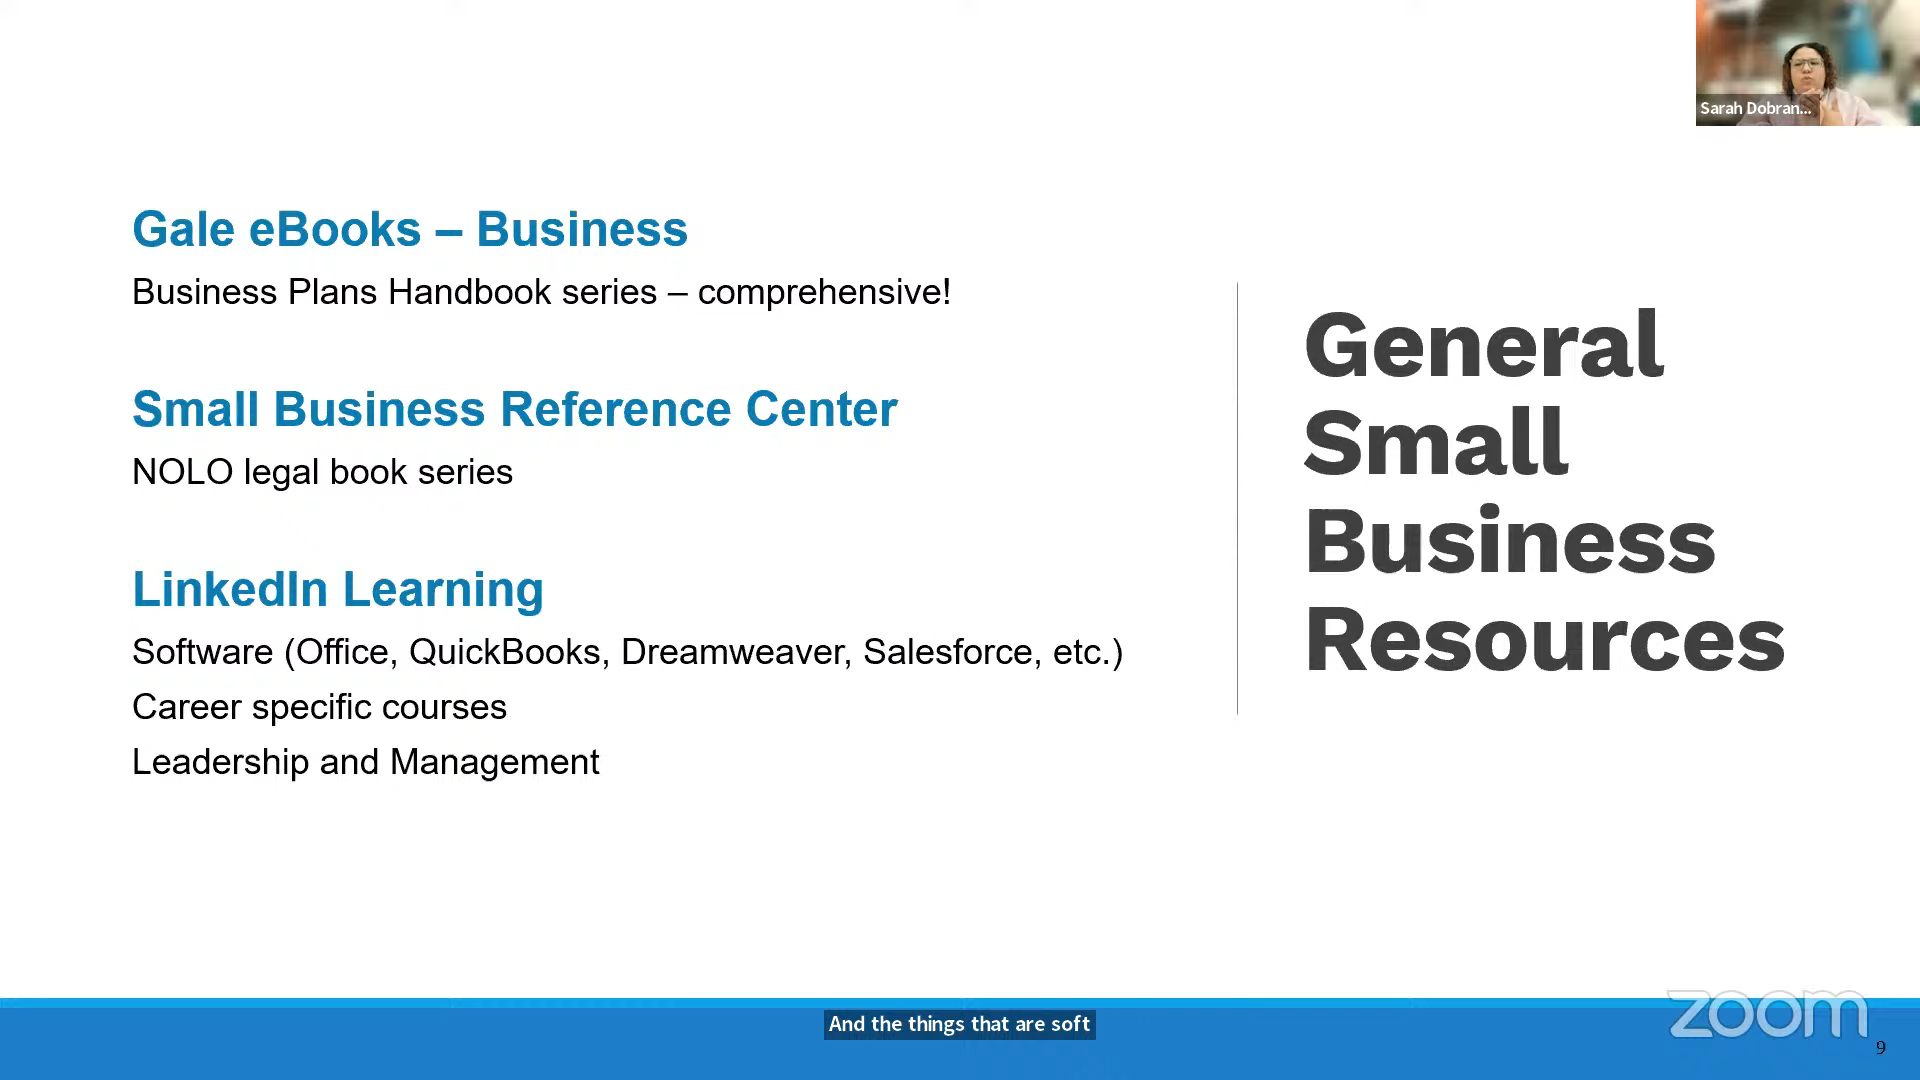 Sarah Dobran...
Gale eBooks – Business
Business Plans Handbook series – comprehensive!
Small Business Reference Center
NOLO legal book series
LinkedIn Learning
Software (Office, QuickBooks, Dreamweaver, Salesforce, etc.)
Career specific courses
Leadership and Management
General
Small
Business
Resources
And the things that are soft
zoom
9